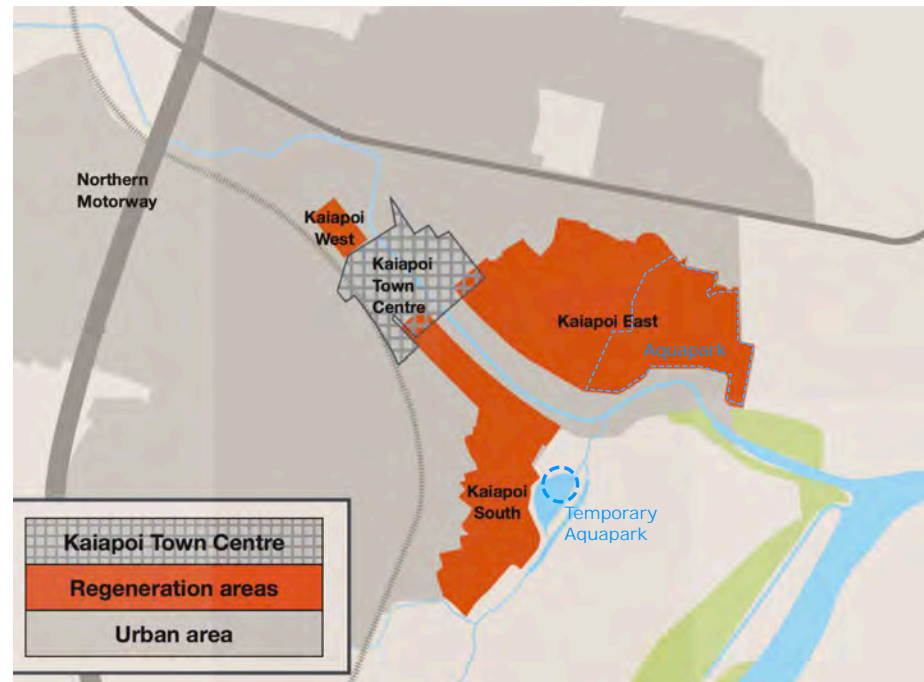 Northern
Motorway
Kaiapoi
West
Kaiapoi
Town
Centre
Kaiapoi East
Aquapark
Kaiapoi
South
Temporary
Aquapark
Kaiapoi Town Centre
Regeneration areas
Urban area